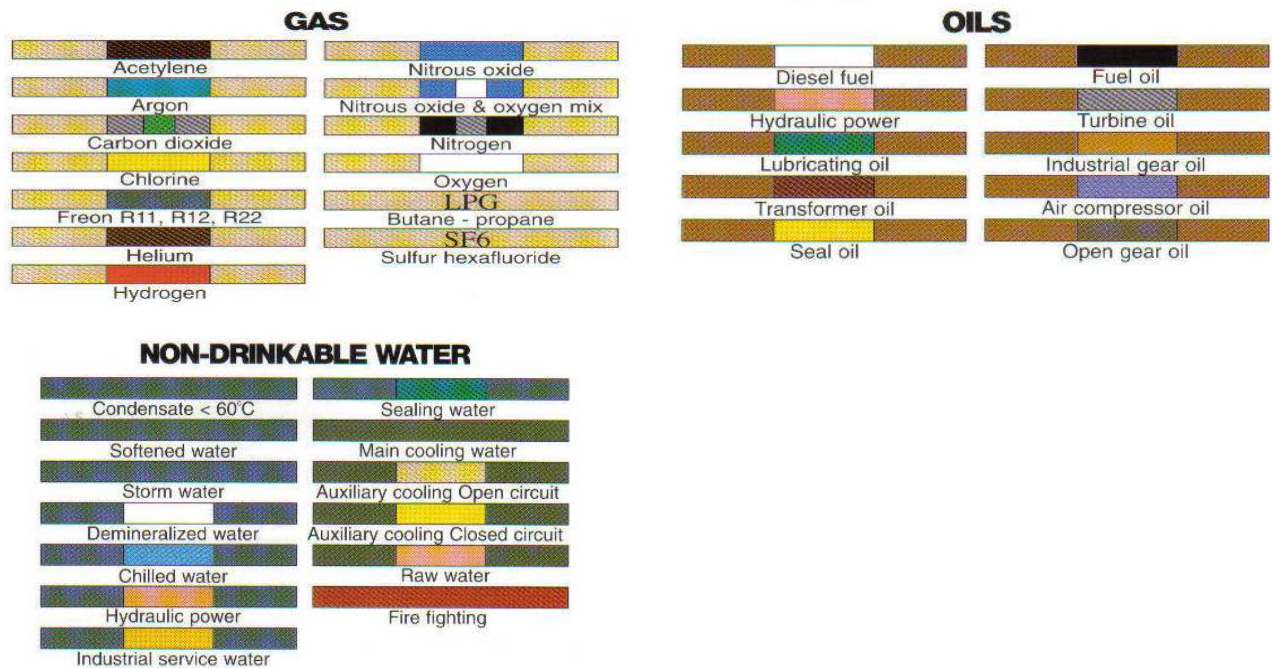 GAS
Acetylene
Argon
Carbon dioxide
Chlorine
Freon R11, R12, R22
Helium
Hydrogen
Nitrous oxide
Nitrous oxide & oxygen mix
Nitrogen
Oxygen
LPG
Butane - propane
SF6
Sulfur hexafluoride
OILS
Diesel fuel
Hydraulic power
Lubricating oil
Transformer oil
Seal oil
Fuel oil
Turbine oil
Industrial gear oil
Air compressor oil
Open gear oil
NON-DRINKABLE WATER
Condensate < 60°C
Softened water
Storm water
Demineralized water
Chilled water
Hydraulic power
Industrial service water
Sealing water
Main cooling water
Auxiliary cooling Open circuit
Auxiliary cooling Closed circuit
Raw water
Fire fighting